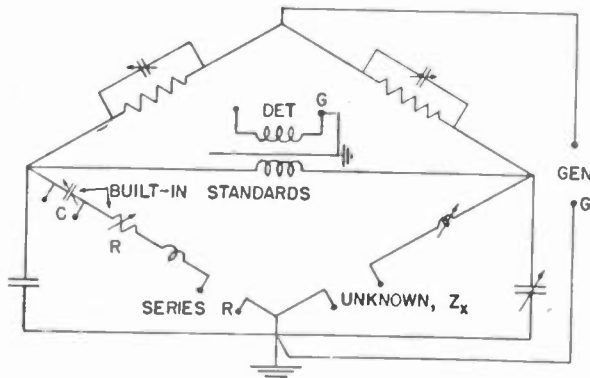 DET G
GEN
G
BUILT-IN STANDARDS
C
R
SERIES R
UNKNOWN, Zx